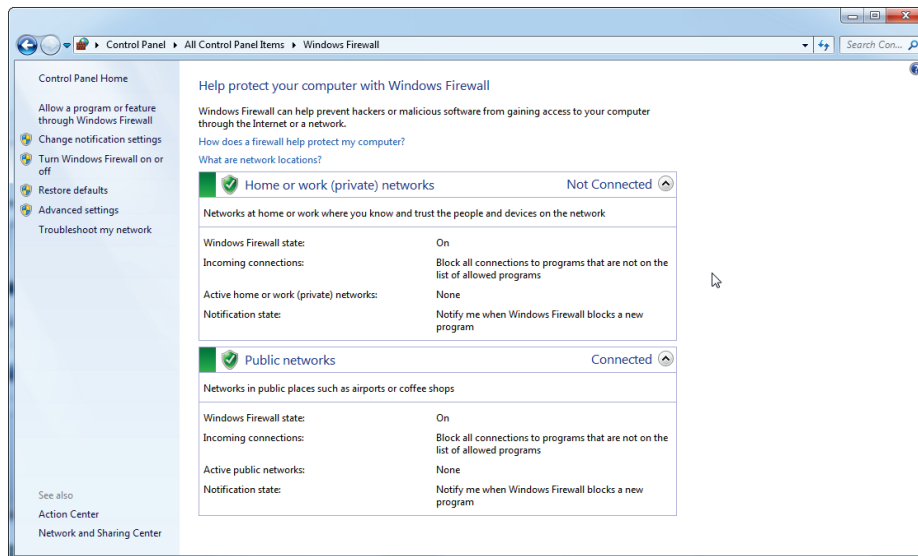 Control Panel ▸ All Control Panel Items ▸ Windows Firewall
Search Con...
Control Panel Home
Allow a program or feature
through Windows Firewall
Change notification settings
Turn Windows Firewall on or
off
Restore defaults
Advanced settings
Troubleshoot my network
Help protect your computer with Windows Firewall
Windows Firewall can help prevent hackers or malicious software from gaining access to your computer
through the Internet or a network.
How does a firewall help protect my computer?
What are network locations?
Home or work (private) networks Not Connected
Networks at home or work where you know and trust the people and devices on the network
Windows Firewall state: On
Incoming connections: Block all connections to programs that are not on the
list of allowed programs
Active home or work (private) networks: None
Notification state: Notify me when Windows Firewall blocks a new
program
Public networks Connected
Networks in public places such as airports or coffee shops
Windows Firewall state: On
Incoming connections: Block all connections to programs that are not on the
list of allowed programs
Active public networks: None
Notification state: Notify me when Windows Firewall blocks a new
program
See also
Action Center
Network and Sharing Center